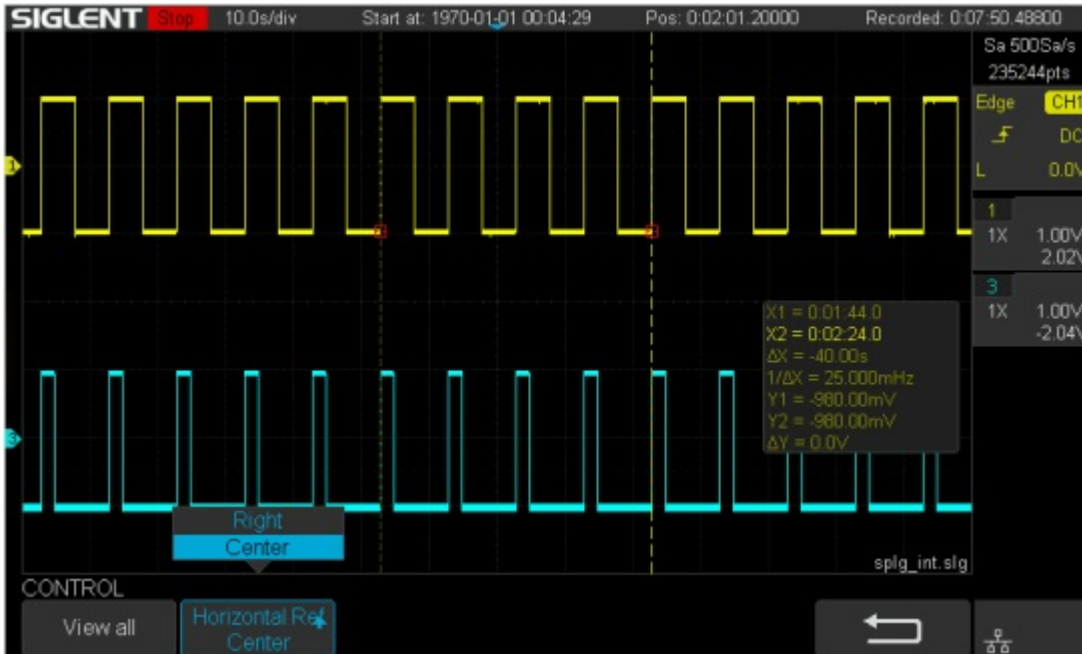 SIGLENT Stop 10.0s/div Start at: 1970-01-01 00:04:29 Pos: 0:02:01.20000 Recorded: 0:07:50.48800
Sa 500Sa/s
235244pts
Edge CH1
DC
L 0.0V
1
1X 1.00V
2.02V
3
1X 1.00V
-2.04V
1
3
X1 = 0:01:44.0
X2 = 0:02:24.0
ΔX = -40.00s
1/ΔX = 25.000mHz
Y1 = -980.00mV
Y2 = -980.00mV
ΔY = 0.0V
Right
Center
splg_int.slg
CONTROL
View all
Horizontal Ref
Center